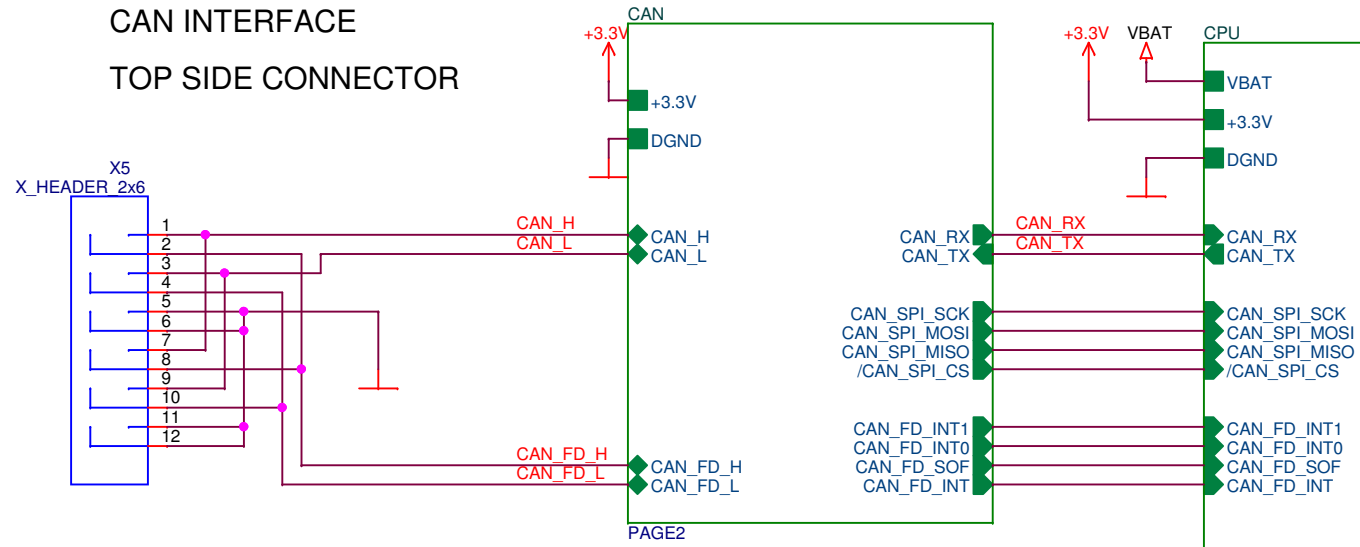 CAN INTERFACE
TOP SIDE CONNECTOR
X5
X_HEADER_2x6
1
2
3
4
5
6
7
8
9
10
11
12
CAN_H
CAN_L
CAN_FD_H
CAN_FD_L
CAN
+3.3V
+3.3V
DGND
CAN_H
CAN_L
CAN_FD_H
CAN_FD_L
CAN_RX
CAN_TX
CAN_SPI_SCK
CAN_SPI_MOSI
CAN_SPI_MISO
/CAN_SPI_CS
CAN_FD_INT1
CAN_FD_INT0
CAN_FD_SOF
CAN_FD_INT
PAGE2
CAN_RX
CAN_TX
+3.3V
VBAT
CPU
VBAT
+3.3V
DGND
CAN_RX
CAN_TX
CAN_SPI_SCK
CAN_SPI_MOSI
CAN_SPI_MISO
/CAN_SPI_CS
CAN_FD_INT1
CAN_FD_INT0
CAN_FD_SOF
CAN_FD_INT